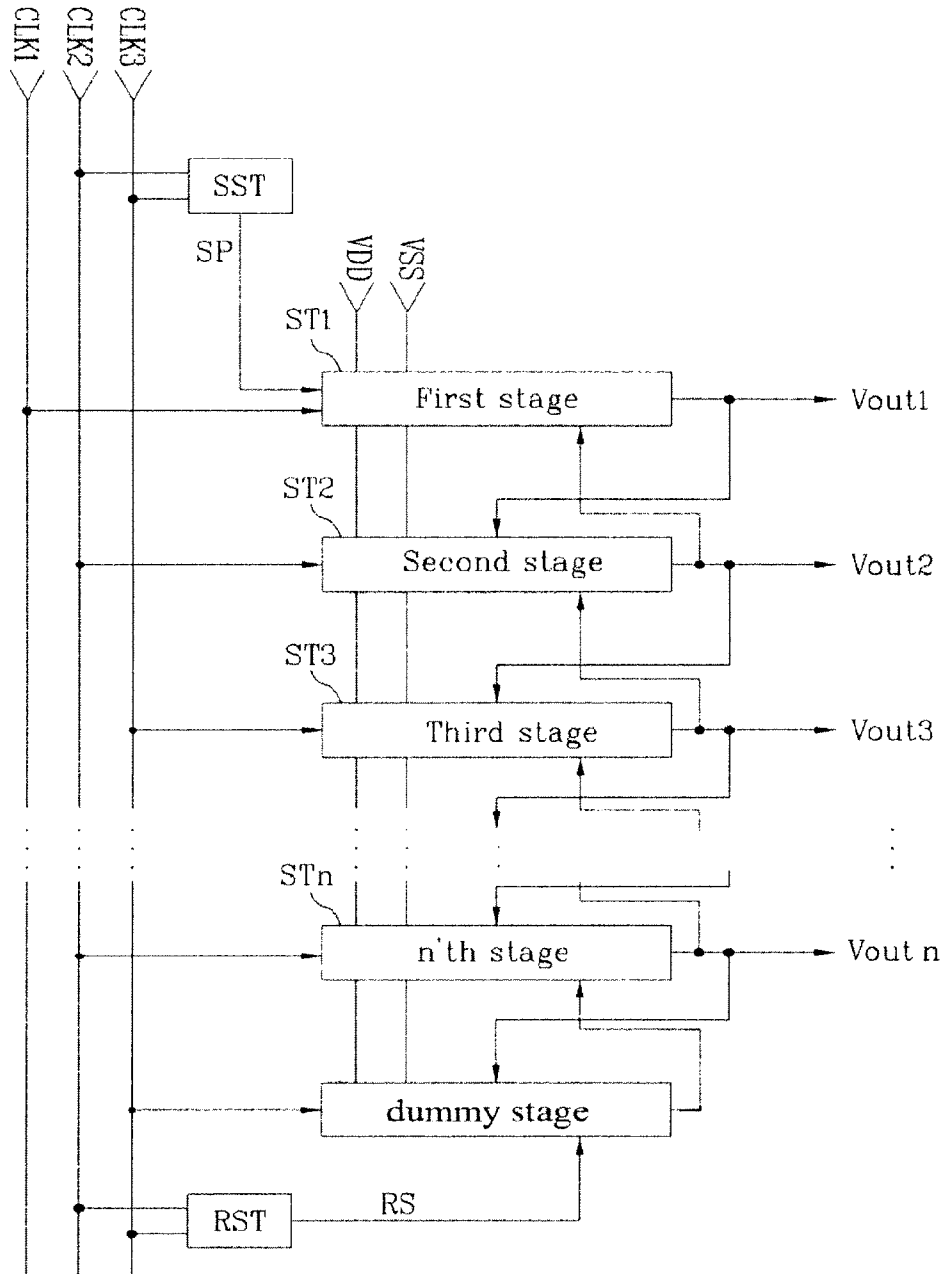 CLK1
CLK2
CLK3
SST
SP
VDD
VSS
ST1
First stage
Vout1
ST2
Second stage
Vout2
ST3
Third stage
Vout3
STn
n'th stage
Vout n
dummy stage
RST
RS